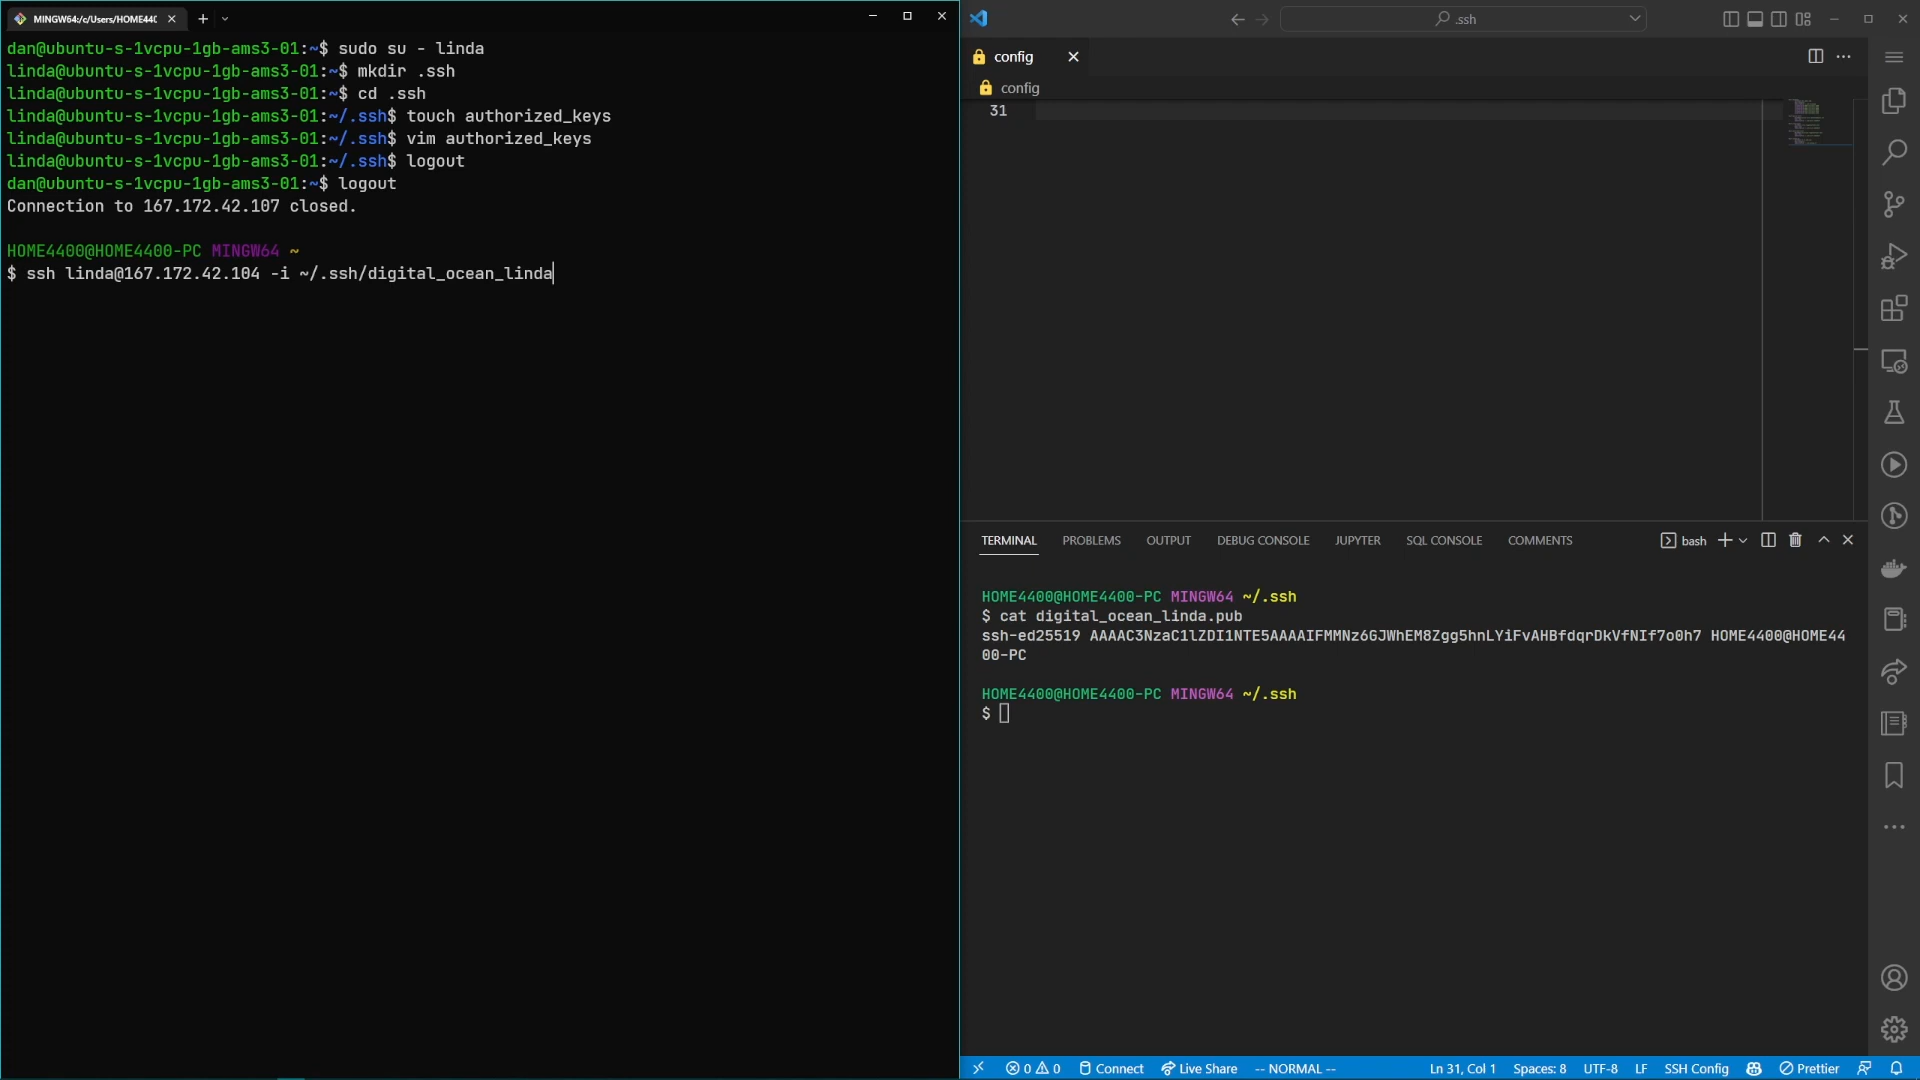 MINGW64:/c/Users/HOME44(
dan@ubuntu-s-1vcpu-1gb-ams3-01:~$ sudo su - linda
linda@ubuntu-s-1vcpu-1gb-ams3-01:~$ mkdir .ssh
linda@ubuntu-s-1vcpu-1gb-ams3-01:~$ cd .ssh
linda@ubuntu-s-1vcpu-1gb-ams3-01:~/.ssh$ touch authorized_keys
linda@ubuntu-s-1vcpu-1gb-ams3-01:~/.ssh$ vim authorized_keys
linda@ubuntu-s-1vcpu-1gb-ams3-01:~/.ssh$ logout
dan@ubuntu-s-1vcpu-1gb-ams3-01:~$ logout
Connection to 167.172.42.107 closed.
HOME4400@HOME4400-PC MINGW64 ~
$ ssh linda@167.172.42.104 -i ~/.ssh/digital_ocean_linda
.ssh
config
config
31
TERMINAL PROBLEMS OUTPUT DEBUG CONSOLE JUPYTER SQL CONSOLE COMMENTS bash
HOME4400@HOME4400-PC MINGW64 ~/.ssh
$ cat digital_ocean_linda.pub
ssh-ed25519 AAAAC3NzaC1lZDI1NTE5AAAAIFMMNz6GJWhEM8Zgg5hnLYiFvAHBfdqrDkVfNIf7o0h7 HOME4400@HOME44
00-PC
HOME4400@HOME4400-PC MINGW64 ~/.ssh
$
0 0 Connect Live Share -- NORMAL -- Ln 31, Col 1 Spaces: 8 UTF-8 LF SSH Config Prettier